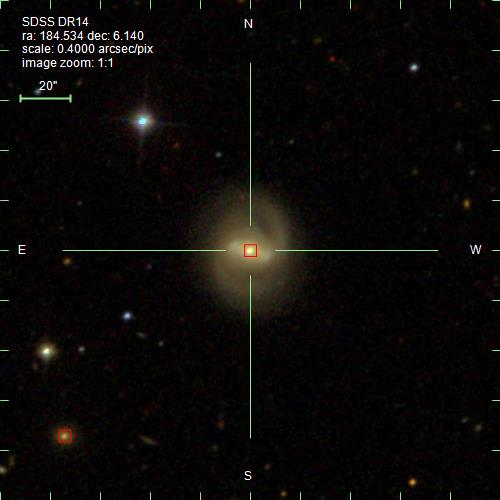 SDSS DR14
ra: 184.534 dec: 6.140
scale: 0.4000 arcsec/pix
image zoom: 1:1
20"
N
E
W
S